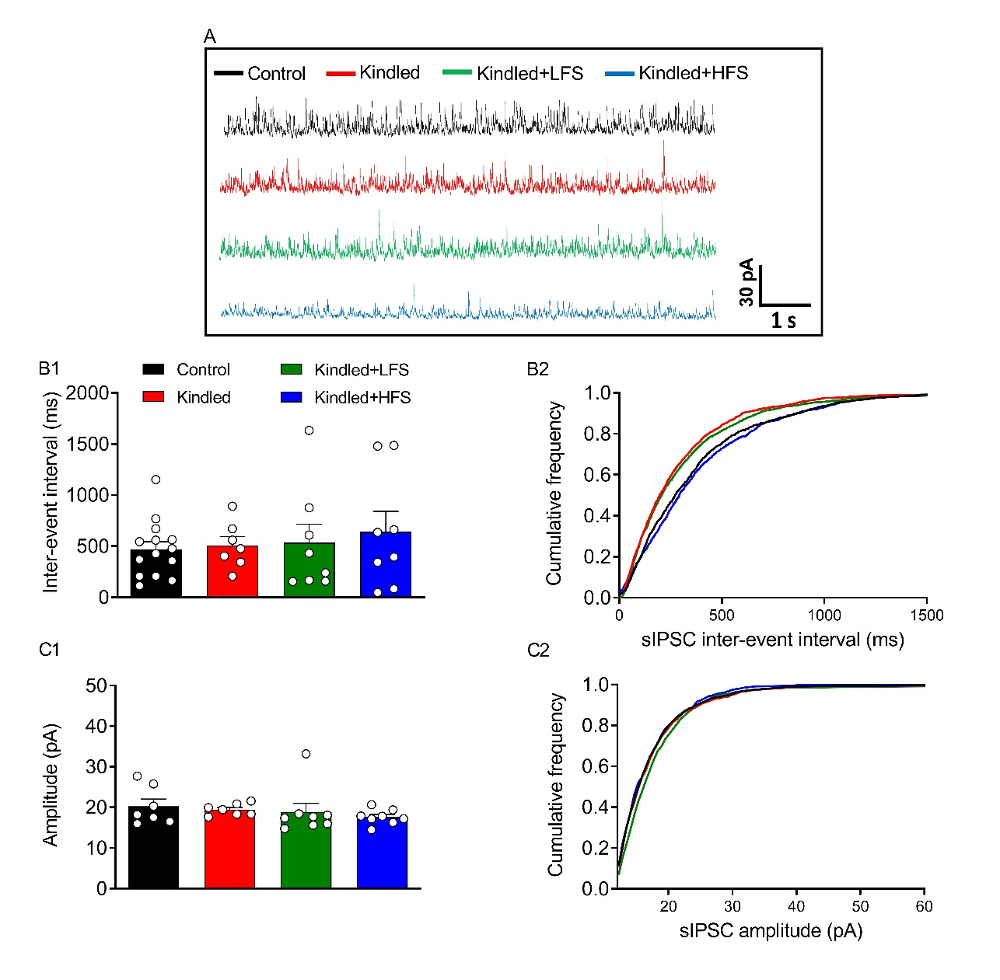 A
Control Kindled Kindled+LFS Kindled+HFS
30 pA
1 s
B1
Control Kindled+LFS
Kindled Kindled+HFS
Inter-event interval (ms)
2000
1500
1000
500
0
B2
Cumulative frequency
1.0
0.8
0.6
0.4
0.2
0.0
0 500 1000 1500
sIPSC inter-event interval (ms)
C1
Amplitude (pA)
50
40
30
20
10
0
C2
Cumulative frequency
1.0
0.8
0.6
0.4
0.2
0.0
20 30 40 50 60
sIPSC amplitude (pA)